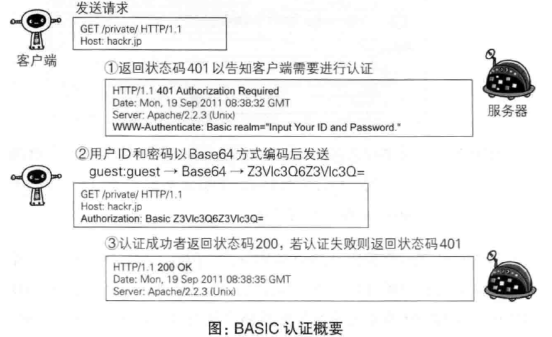 发送请求
GET /private/ HTTP/1.1
Host: hackr.jp
客户端
①返回状态码401以告知客户端需要进行认证
HTTP/1.1 401 Authorization Required
Date: Mon, 19 Sep 2011 08:38:32 GMT
Server: Apache/2.2.3 (Unix)
WWW-Authenticate: Basic realm="Input Your ID and Password."
服务器
②用户ID和密码以Base64方式编码后发送
guest:guest → Base64 → Z3Vlc3Q6Z3Vlc3Q=
GET /private/ HTTP/1.1
Host: hackr.jp
Authorization: Basic Z3Vlc3Q6Z3Vlc3Q=
③认证成功者返回状态码200，若认证失败则返回状态码401
HTTP/1.1 200 OK
Date: Mon, 19 Sep 2011 08:38:35 GMT
Server: Apache/2.2.3 (Unix)
图：BASIC 认证概要